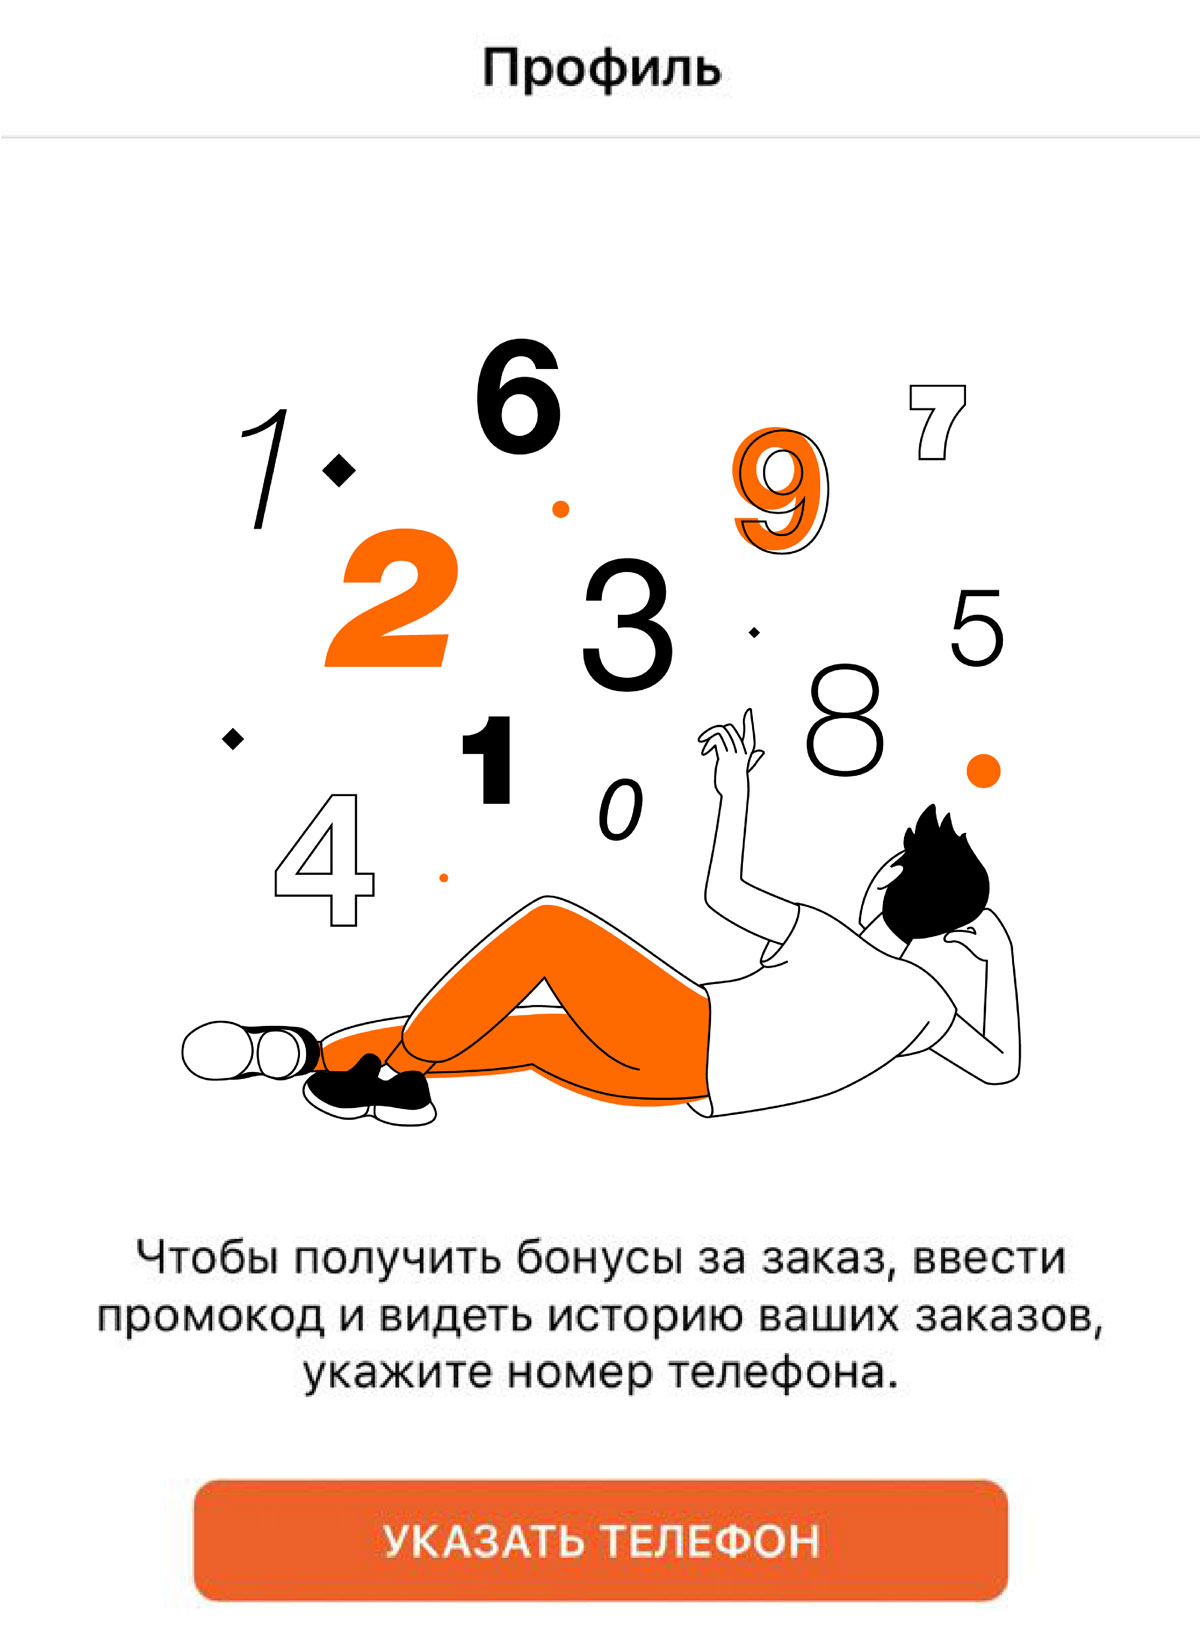 Профиль
6
7
1
9
2
3
5
8
1
0
4
Чтобы получить бонусы за заказ, ввести
промокод и видеть историю ваших заказов,
укажите номер телефона.
УКАЗАТЬ ТЕЛЕФОН